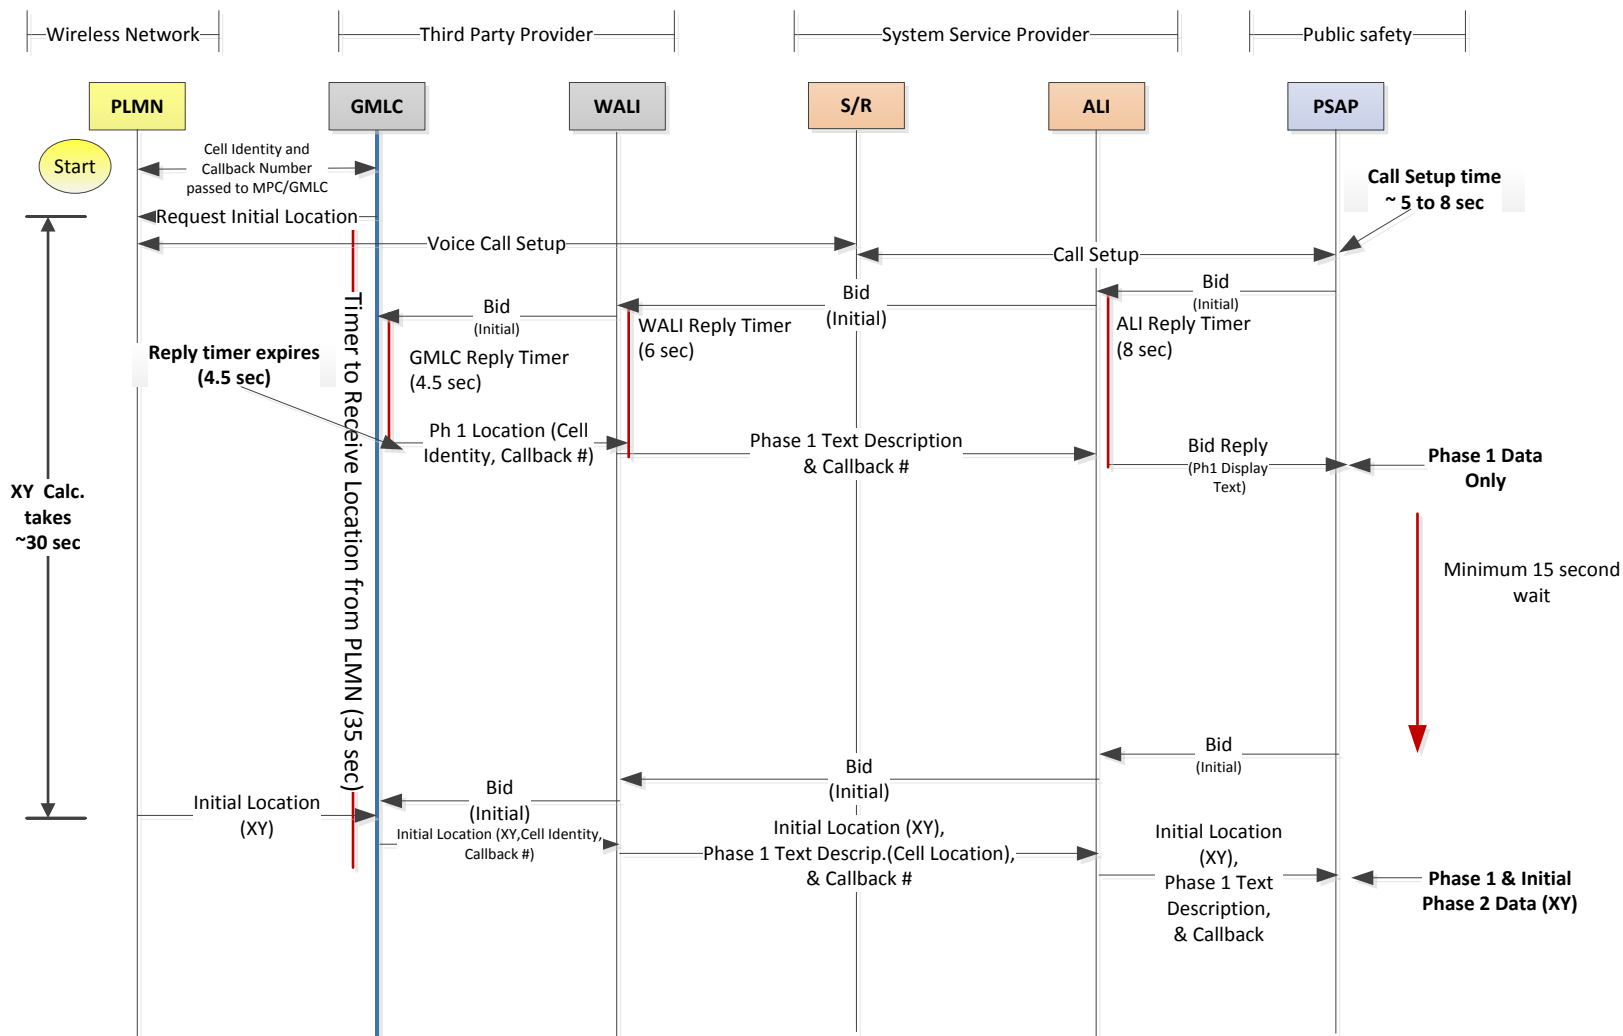 Wireless Network
Third Party Provider
System Service Provider
Public safety
PLMN
GMLC
WALI
S/R
ALI
PSAP
Start
Cell Identity and
Callback Number
passed to MPC/GMLC
Call Setup time
~ 5 to 8 sec
Request Initial Location
Voice Call Setup
Call Setup
Bid
(Initial)
Bid
(Initial)
Bid
(Initial)
Timer to Receive Location from PLMN (35 sec)
WALI Reply Timer
(6 sec)
ALI Reply Timer
(8 sec)
Reply timer expires
(4.5 sec)
GMLC Reply Timer
(4.5 sec)
Ph 1 Location (Cell
Identity, Callback #)
Phase 1 Text Description
& Callback #
Bid Reply
(Ph1 Display
Text)
Phase 1 Data
Only
XY Calc.
takes
~30 sec
Minimum 15 second
wait
Bid
(Initial)
Bid
(Initial)
Bid
(Initial)
Initial Location
(XY)
Initial Location (XY,Cell Identity,
Callback #)
Initial Location (XY),
Phase 1 Text Descrip.(Cell Location),
& Callback #
Initial Location
(XY),
Phase 1 Text
Description,
& Callback
Phase 1 & Initial
Phase 2 Data (XY)